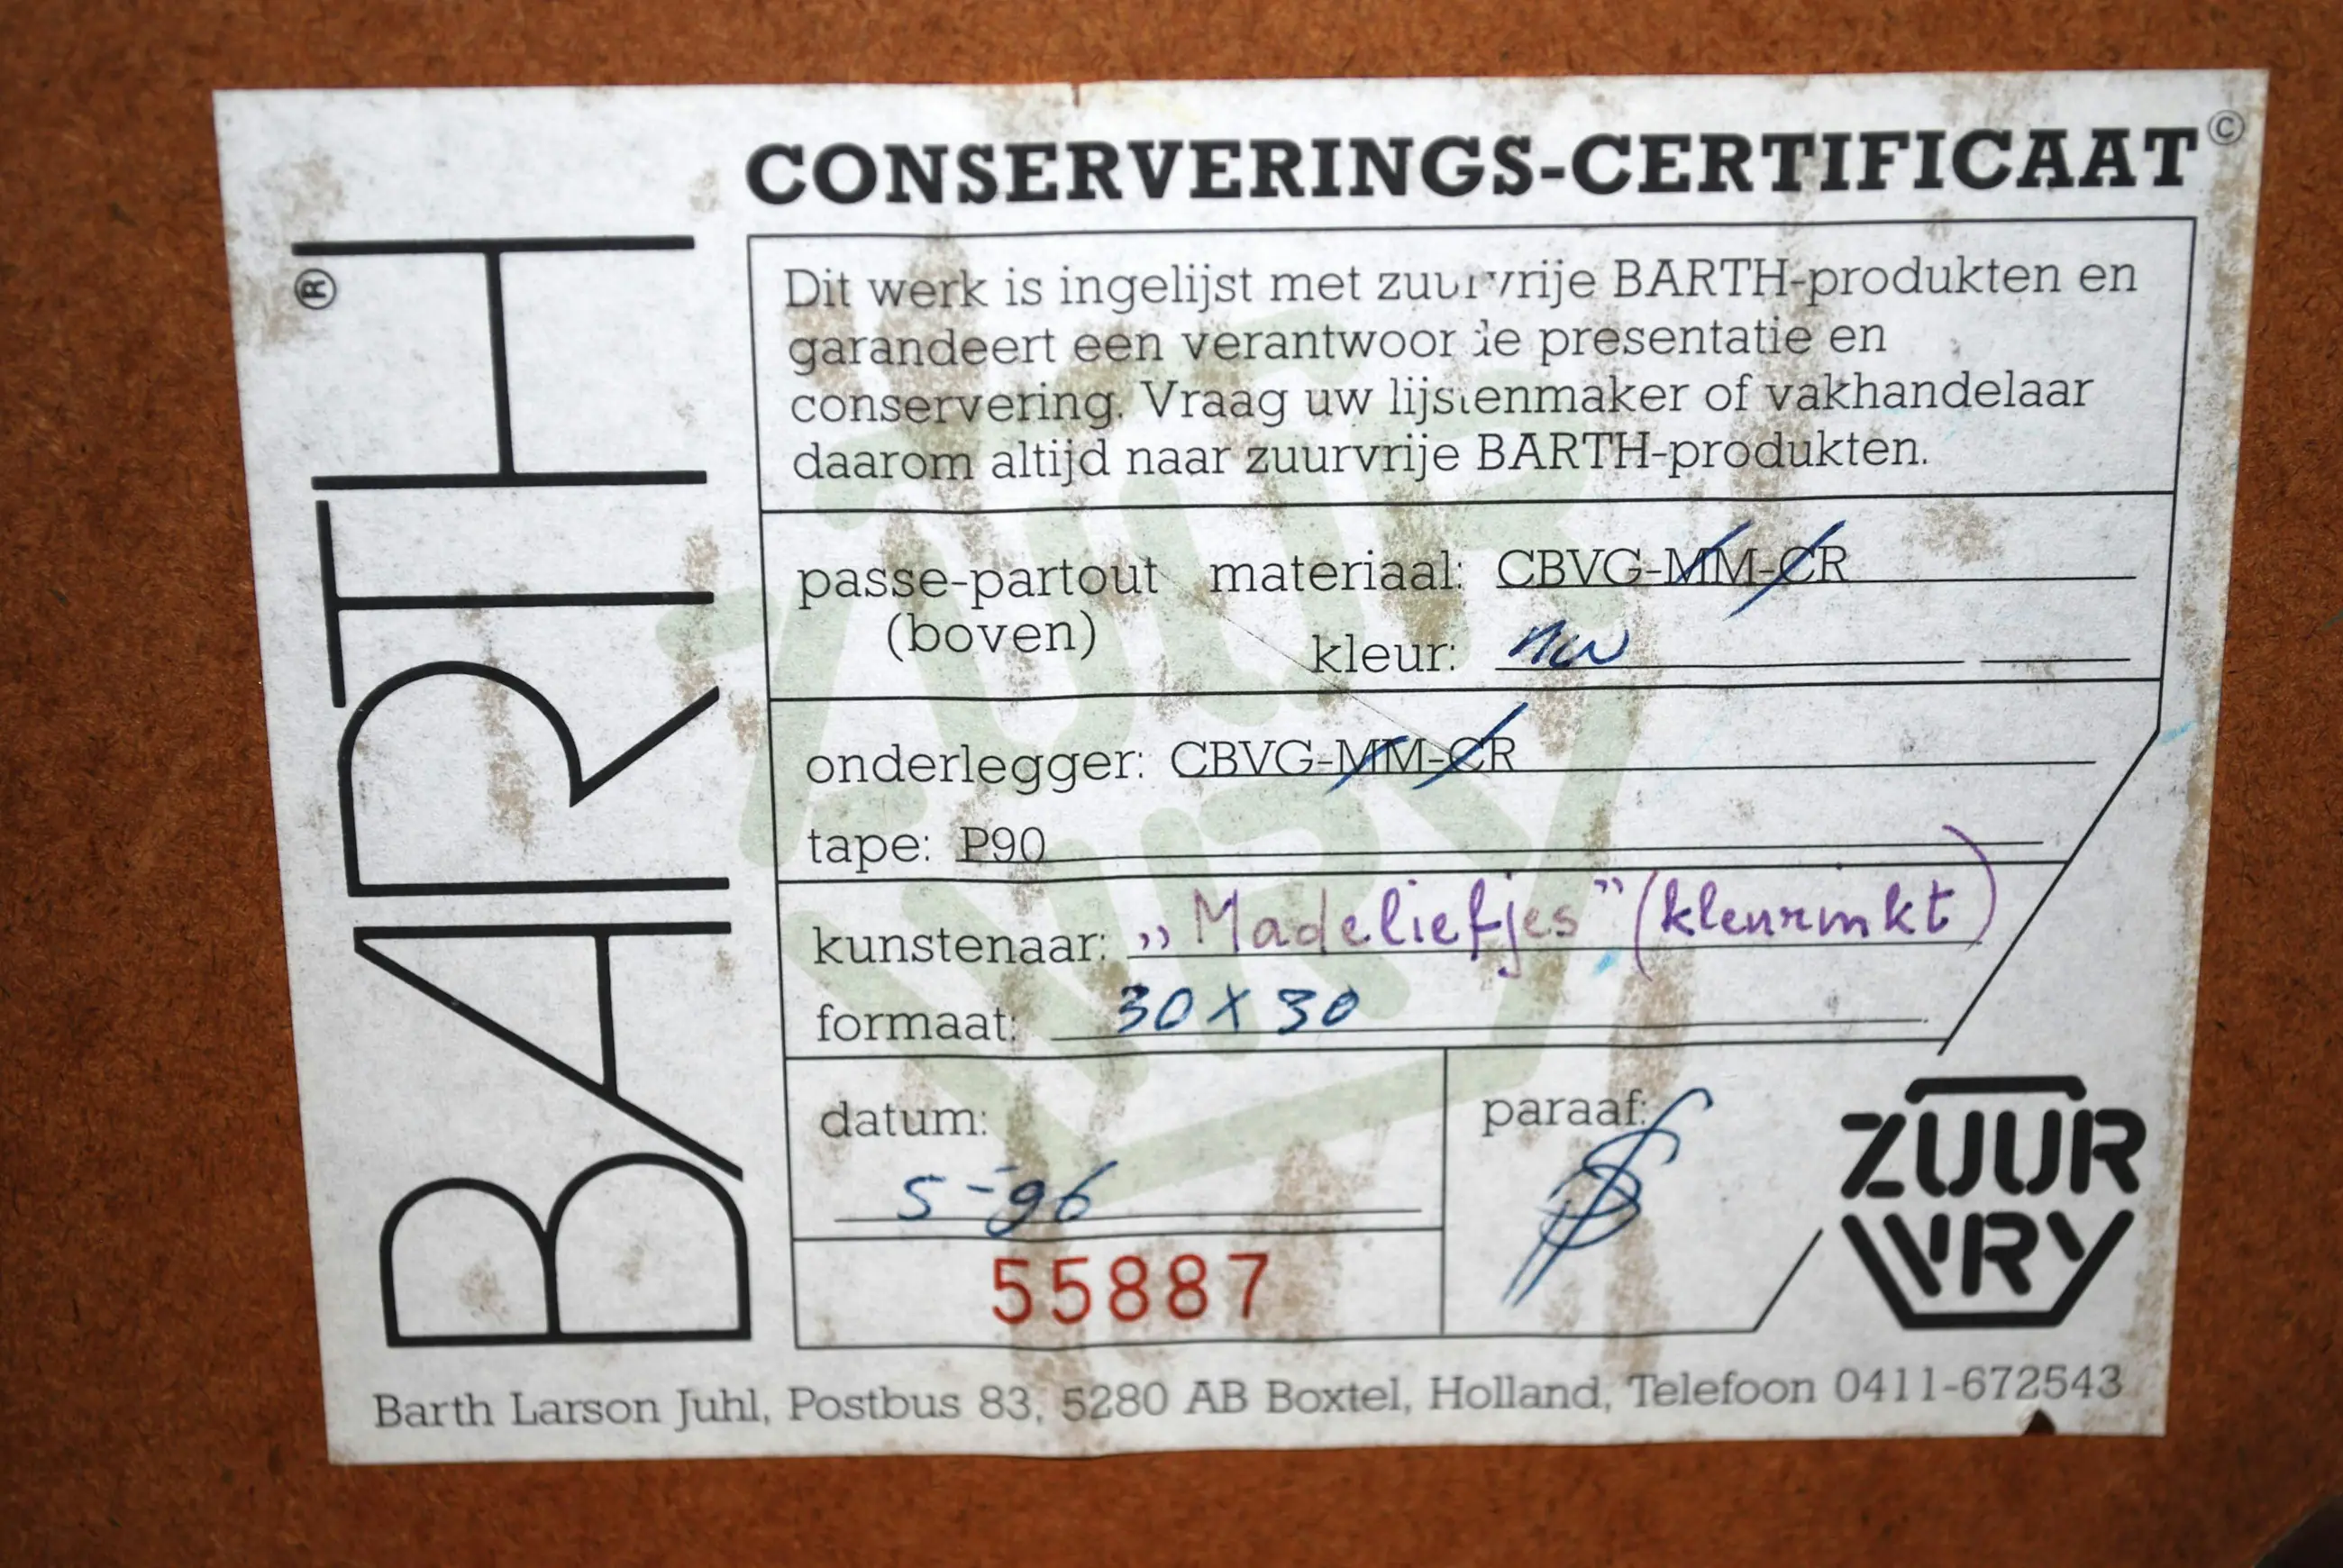 BARTH®
CONSERVERINGS-CERTIFICAAT©
Dit werk is ingelijst met zuurvrije BARTH-produkten en
garandeert een verantwoorde presentatie en
conservering. Vraag uw lijstenmaker of vakhandelaar
daarom altijd naar zuurvrije BARTH-produkten.
passe-partout materiaal: CBVG-MM-CR
(boven) kleur: nw
onderlegger: CBVG-MM-CR
tape: P90
kunstenaar: „Madeliefjes” (kleurinkt)
formaat: 30 X 30
datum: paraaf:
5-96
55887
ZUUR
VRY
Barth Larson Juhl, Postbus 83, 5280 AB Boxtel, Holland, Telefoon 0411-672543